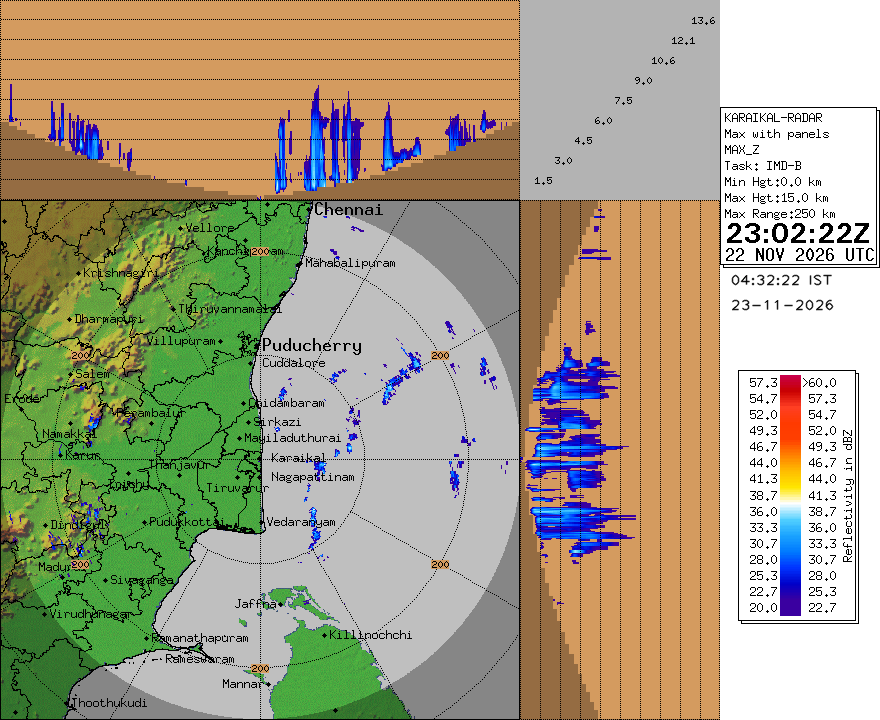 13.6
12.1
10.6
9.0
7.5
6.0
4.5
3.0
1.5
KARAIKAL-RADAR
Max with panels
MAX_Z
Task: IMD-B
Min Hgt:0.0 km
Max Hgt:15.0 km
Max Range:250 km
23:02:22Z
22 NOV 2026 UTC
04:32:22 IST
23-11-2026
Chennai
Vellore
200
Mahabalipuram
Krishnagiri
Thiruvannamalai
Dharmapuri
Villupuram
Puducherry
200
200
Cuddalore
Salem
Chidambaram
Perambalur
Sirkazi
Namakkal
Mayiladuthurai
Karur
Thanjavur
Karaikal
Nagapattinam
Tiruvarur
Pudukkottai
Vedaranyam
200
200
Sivaganga
Jaffna
Virudhunagar
Killinochchi
Ramanathapuram
Rameswaram
200
Mannar
Thoothukudi
57.3 >60.0
54.7 57.3
52.0 54.7
49.3 52.0
46.7 49.3
44.0 46.7
41.3 44.0
38.7 41.3
36.0 38.7
33.3 36.0
30.7 33.3
28.0 30.7
25.3 28.0
22.7 25.3
20.0 22.7
Reflectivity in dBZ